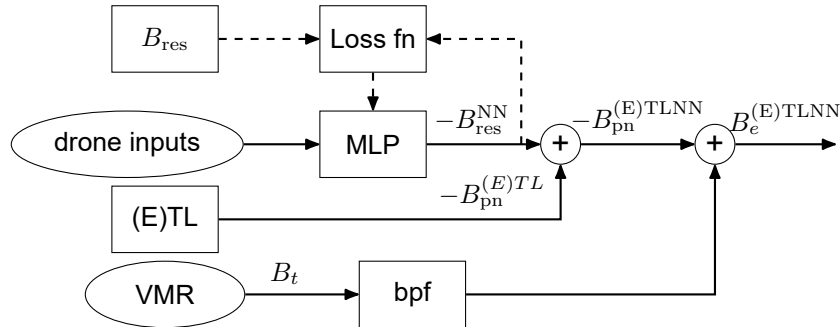 B_res
Loss fn
drone inputs
MLP
−B_res^NN
+
−B_pn^(E)TLNN
+
B_e^(E)TLNN
(E)TL
−B_pn^(E)TL
VMR
B_t
bpf